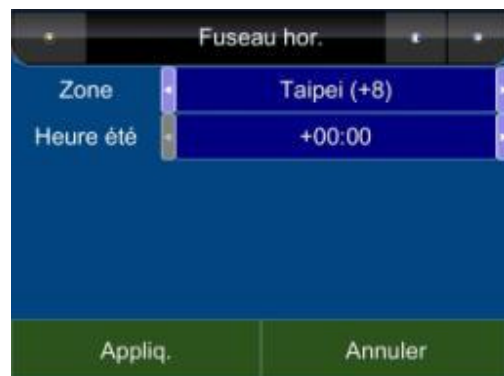 Fuseau hor.
Zone Taipei (+8)
Heure été +00:00
Appliq. Annuler